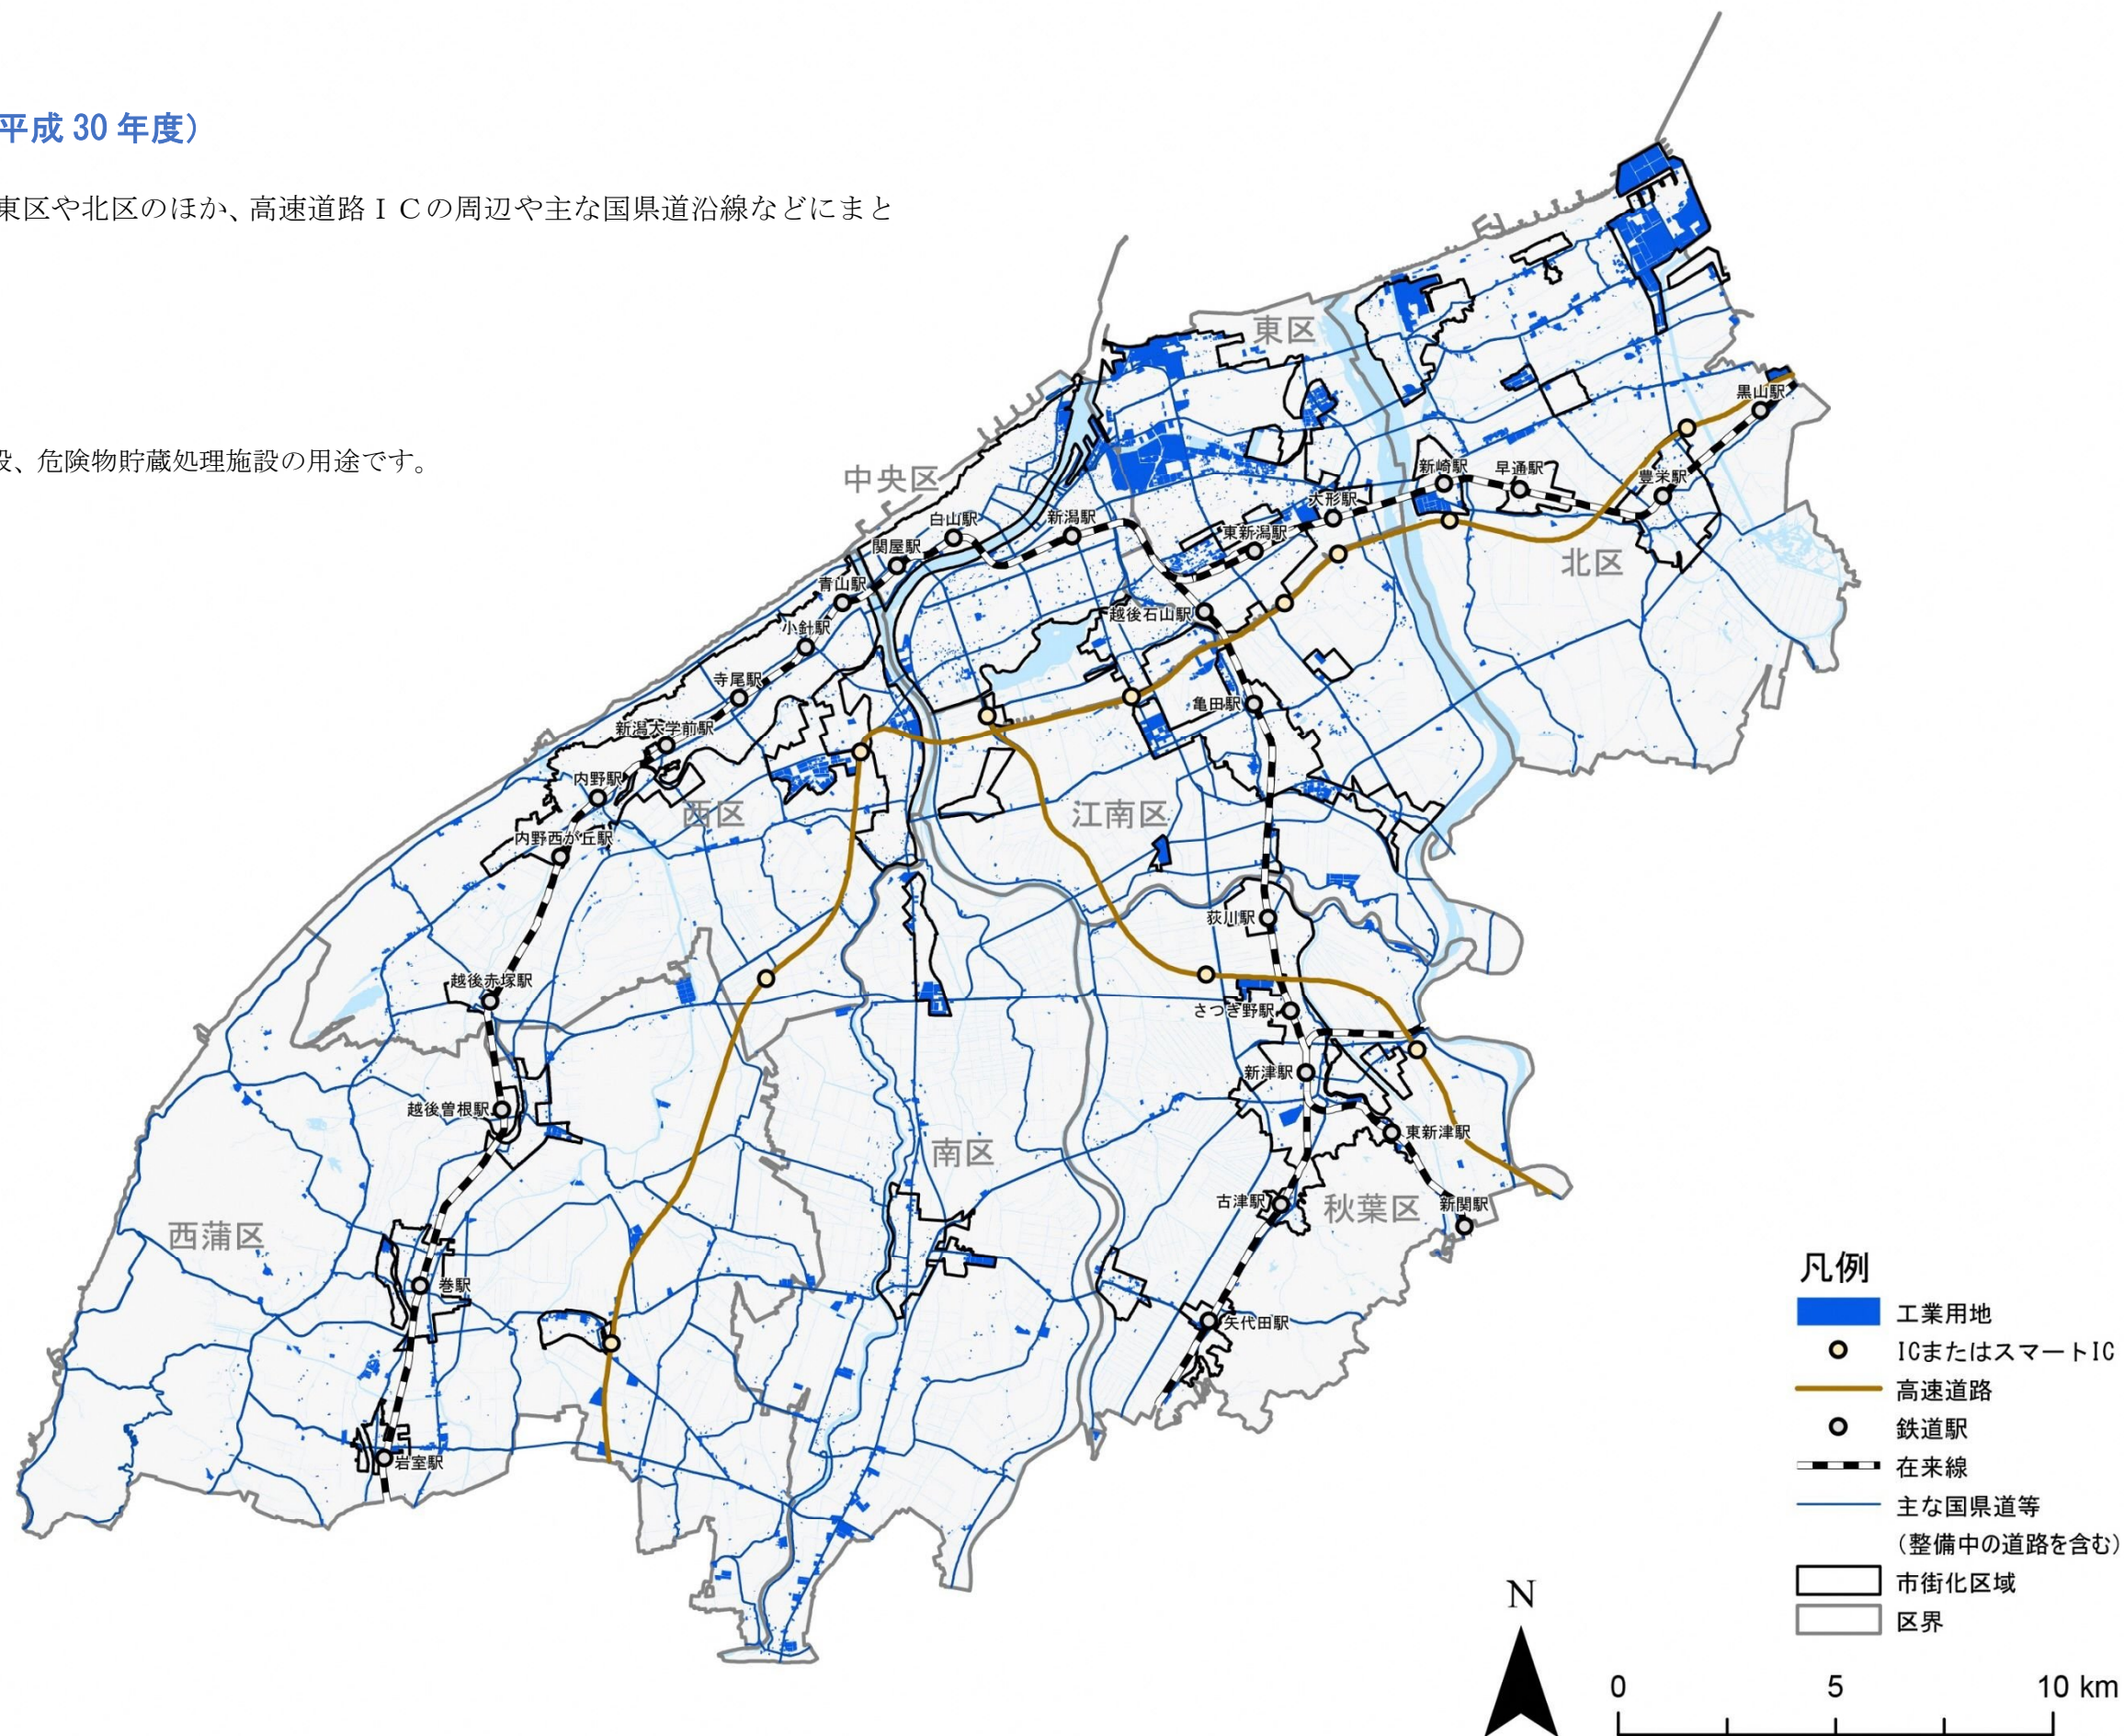 平成 30 年度）
東区や北区のほか、高速道路ＩＣの周辺や主な国県道沿線などにまと
設、危険物貯蔵処理施設の用途です。
東区
黒山駅
中央区
新崎駅
早通駅
豊栄駅
大形駅
白山駅
新潟駅
東新潟駅
関屋駅
北区
青山駅
越後石山駅
小針駅
寺尾駅
亀田駅
新潟大学前駅
内野駅
西区
江南区
内野西が丘駅
荻川駅
越後赤塚駅
さつき野駅
新津駅
越後曽根駅
東新津駅
南区
古津駅
秋葉区
新関駅
西蒲区
巻駅
矢代田駅
岩室駅
凡例
工業用地
ICまたはスマートIC
高速道路
鉄道駅
在来線
主な国県道等
（整備中の道路を含む）
市街化区域
区界
N
0 5 10 km